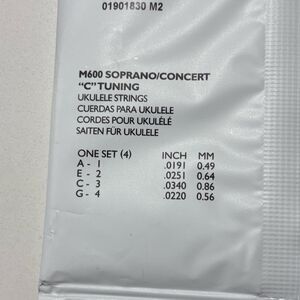 01901830 M2
M600 SOPRANO/CONCERT
"C" TUNING
UKULELE STRINGS
CUERDAS PARA UKULELE
CORDES POUR UKULÉLÉ
SAITEN FÜR UKULELE
ONE SET (4) INCH MM
A - 1 .0191 0.49
E - 2 .0251 0.64
C - 3 .0340 0.86
G - 4 .0220 0.56